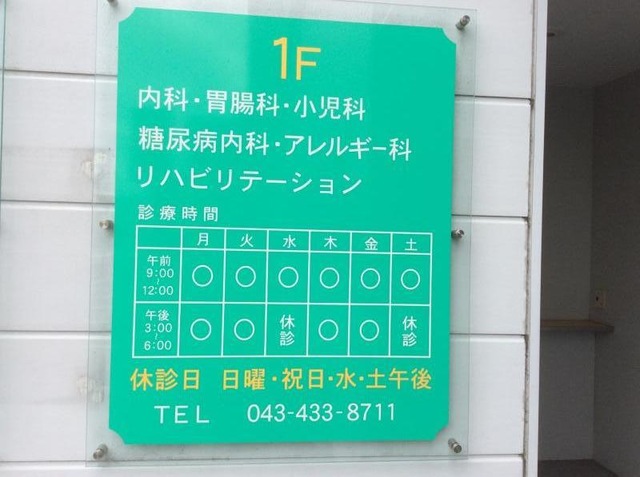 1F
内科・胃腸科・小児科
糖尿病内科・アレルギー科
リハビリテーション
診療時間
月 火 水 木 金 土
午前 9:00 ~ 12:00 ○ ○ ○ ○ ○ ○
午後 3:00 ~ 6:00 ○ ○ 休診 ○ ○ 休診
休診日 日曜・祝日・水・土午後
TEL 043-433-8711